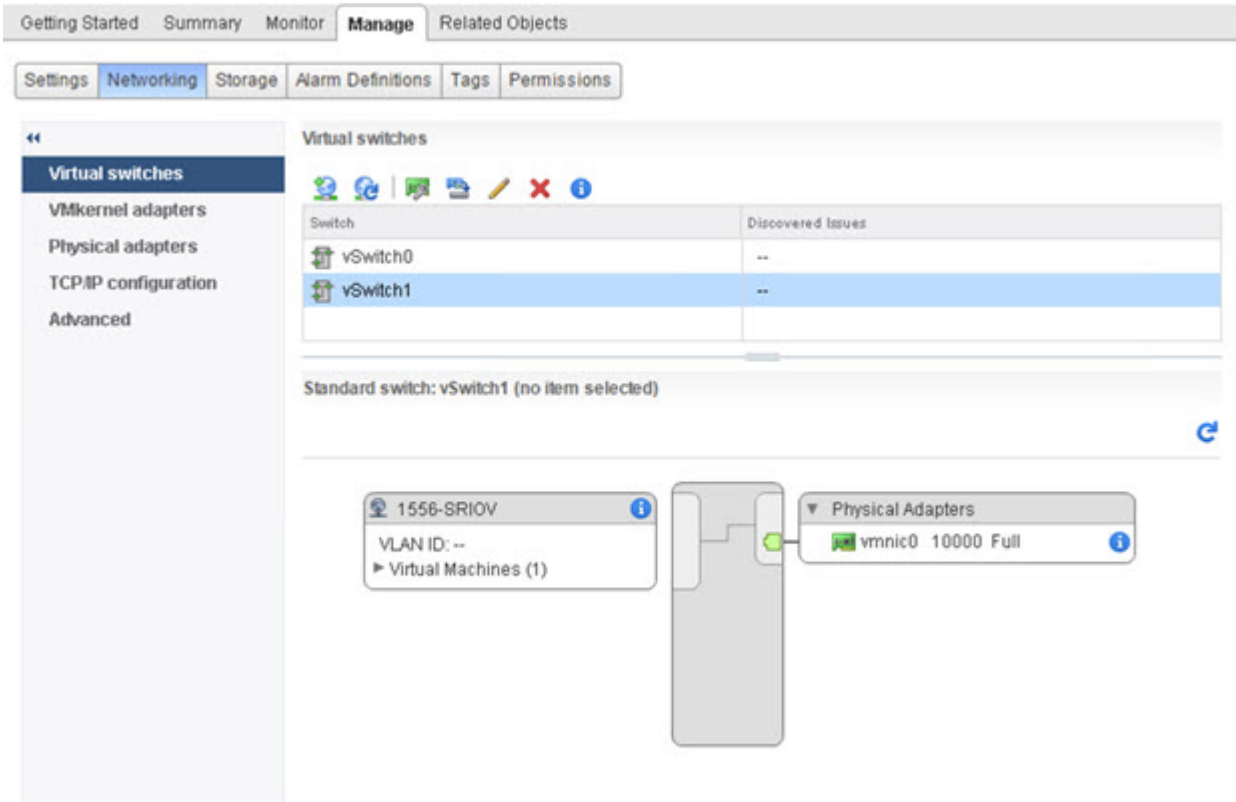 Getting Started Summary Monitor Manage Related Objects
Settings Networking Storage Alarm Definitions Tags Permissions
Virtual switches
VMkernel adapters
Physical adapters
TCP/IP configuration
Advanced
Virtual switches
Switch Discovered Issues
vSwitch0 --
vSwitch1 --
Standard switch: vSwitch1 (no item selected)
1556-SRIOV
VLAN ID: --
Virtual Machines (1)
Physical Adapters
vmnic0 10000 Full